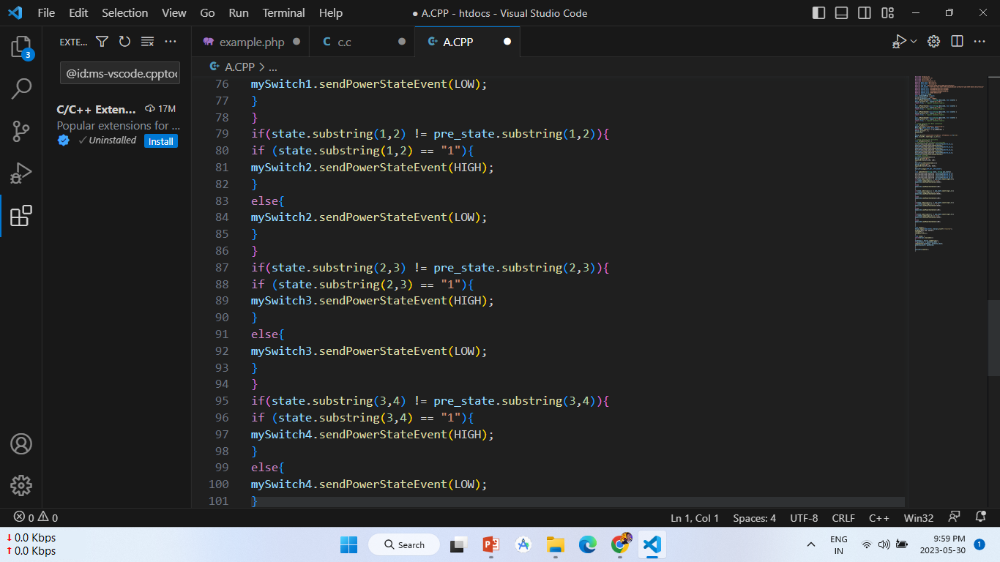 File Edit Selection View Go Run Terminal Help
● A.CPP - htdocs - Visual Studio Code
EXTE...
example.php
C c.c
A.CPP
@id:ms-vscode.cpptoo
A.CPP > ...
C/C++ Exten... 17M
Popular extensions for ...
Uninstalled Install
3
76 mySwitch1.sendPowerStateEvent(LOW);
77 }
78 }
79 if(state.substring(1,2) != pre_state.substring(1,2)){
80 if (state.substring(1,2) == "1"){
81 mySwitch2.sendPowerStateEvent(HIGH);
82 }
83 else{
84 mySwitch2.sendPowerStateEvent(LOW);
85 }
86 }
87 if(state.substring(2,3) != pre_state.substring(2,3)){
88 if (state.substring(2,3) == "1"){
89 mySwitch3.sendPowerStateEvent(HIGH);
90 }
91 else{
92 mySwitch3.sendPowerStateEvent(LOW);
93 }
94 }
95 if(state.substring(3,4) != pre_state.substring(3,4)){
96 if (state.substring(3,4) == "1"){
97 mySwitch4.sendPowerStateEvent(HIGH);
98 }
99 else{
100 mySwitch4.sendPowerStateEvent(LOW);
101 }
0 0
Ln 1, Col 1 Spaces: 4 UTF-8 CRLF C++ Win32
0.0 Kbps
0.0 Kbps
Search
ENG
IN
9:59 PM
2023-05-30
1